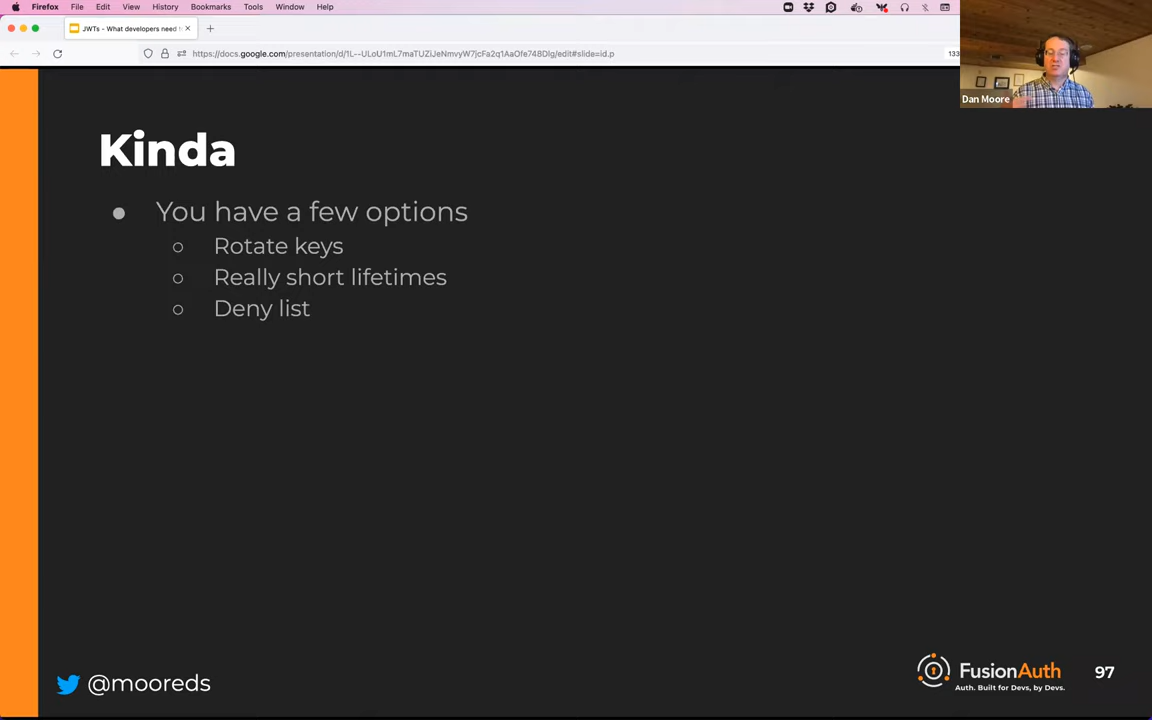 Firefox File Edit View History Bookmarks Tools Window Help
JWTs - What developers need
https://docs.google.com/presentation/d/1L--ULoU1mL7maTUZiJeNmvyW7jcFa2q1AaOfe748DIg/edit#slide=id.p
133
Dan Moore
Kinda
You have a few options
Rotate keys
Really short lifetimes
Deny list
@mooreds
FusionAuth
Auth. Built for Devs, by Devs.
97